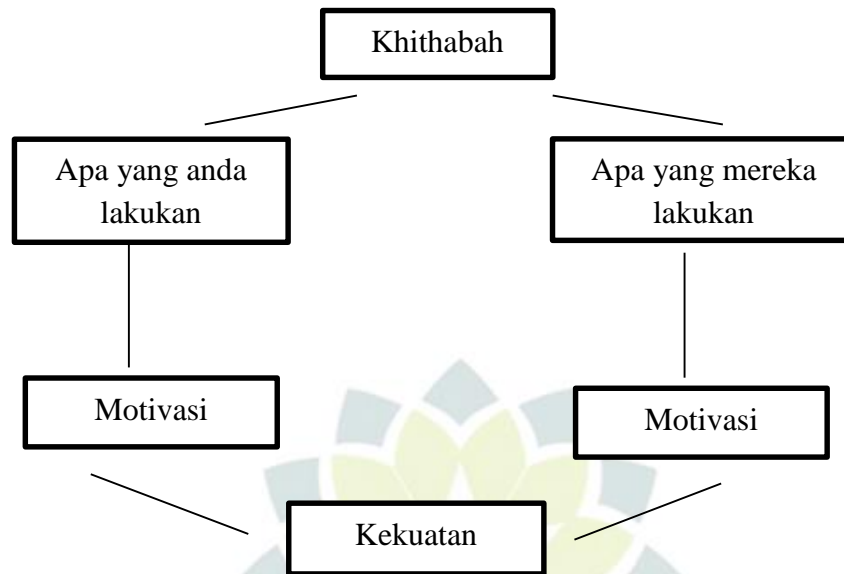 Khithabah
Apa yang anda
lakukan
Apa yang mereka
lakukan
Motivasi
Motivasi
Kekuatan